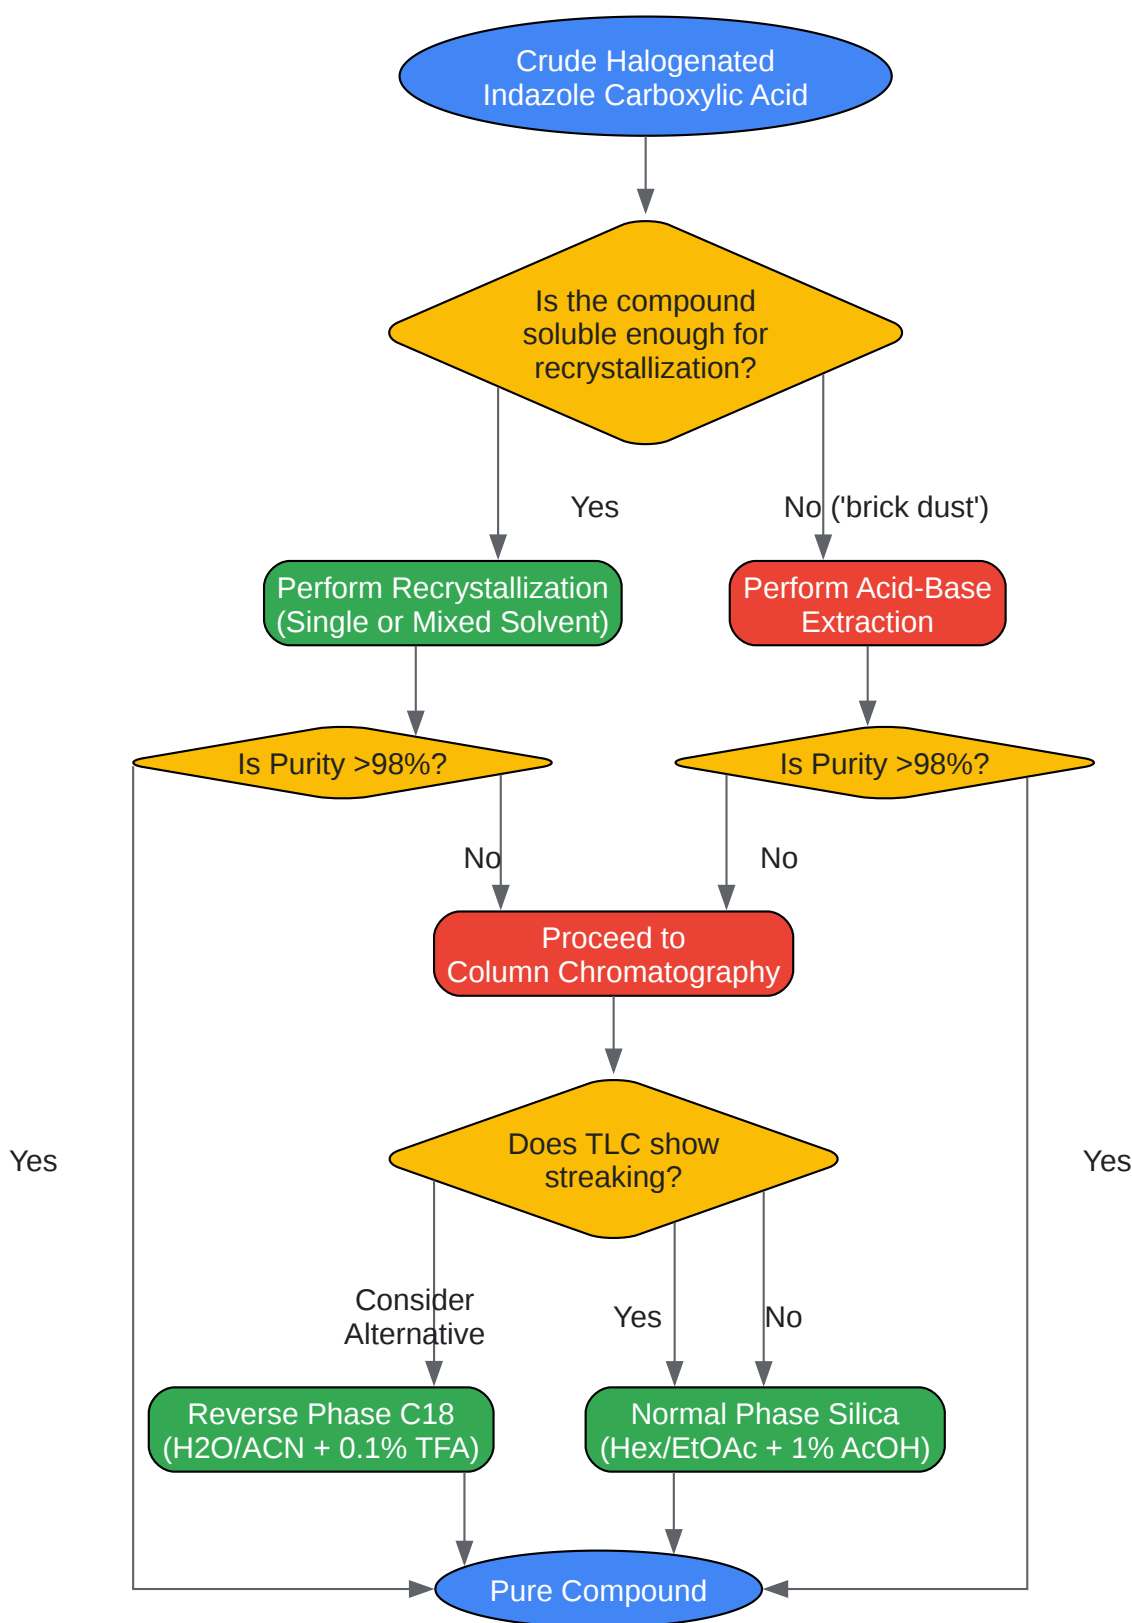 Crude Halogenated
Indazole Carboxylic Acid
Is the compound
soluble enough for
recrystallization?
Yes
No ('brick dust')
Perform Recrystallization
(Single or Mixed Solvent)
Perform Acid-Base
Extraction
Is Purity >98%?
Is Purity >98%?
No
No
Proceed to
Column Chromatography
Yes
Does TLC show
streaking?
Yes
Consider
Alternative
Yes
No
Reverse Phase C18
(H2O/ACN + 0.1% TFA)
Normal Phase Silica
(Hex/EtOAc + 1% AcOH)
Pure Compound